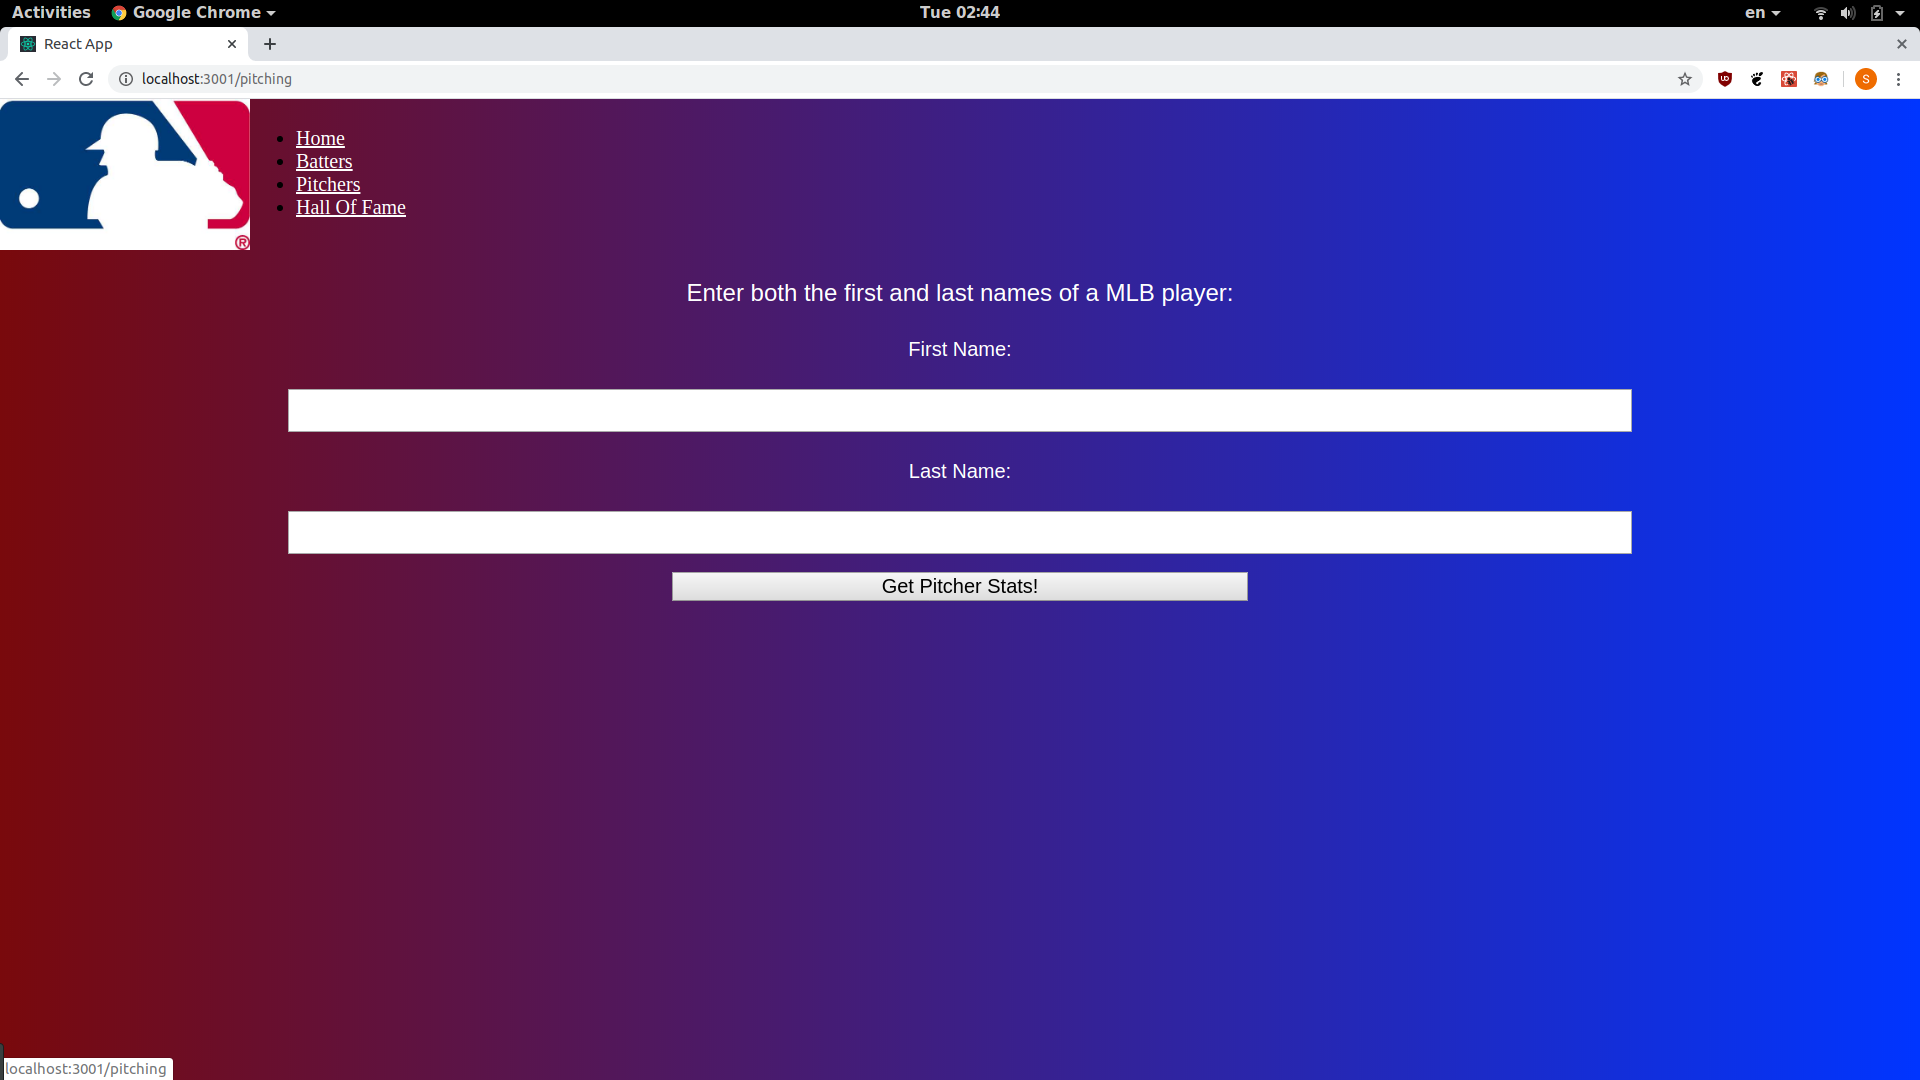 Activities Google Chrome Tue 02:44 en
React App
localhost:3001/pitching S
®
Home
Batters
Pitchers
Hall Of Fame
Enter both the first and last names of a MLB player:
First Name:
Last Name:
Get Pitcher Stats!
localhost:3001/pitching